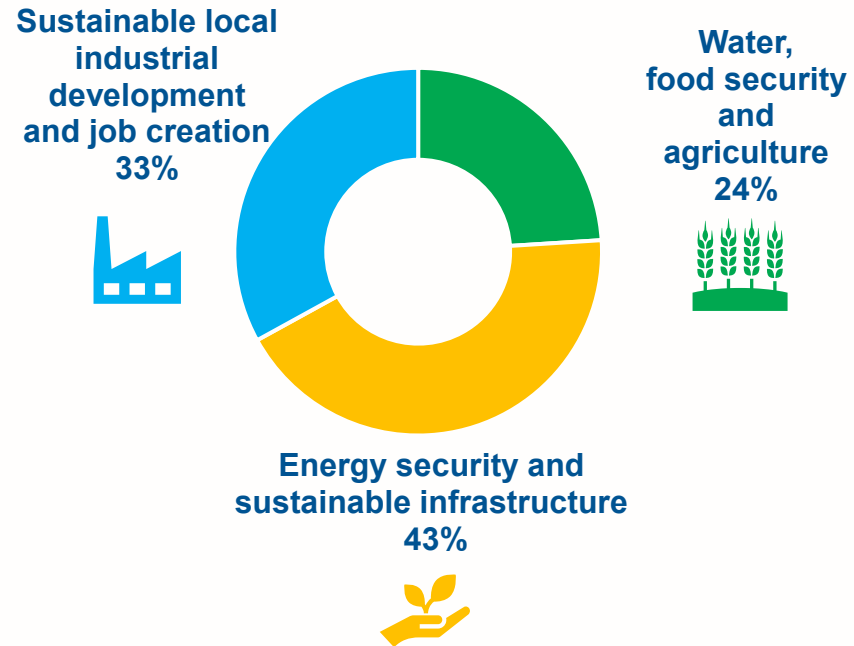 Sustainable local
industrial
development
and job creation
33%
Water,
food security
and
agriculture
24%
Energy security and
sustainable infrastructure
43%